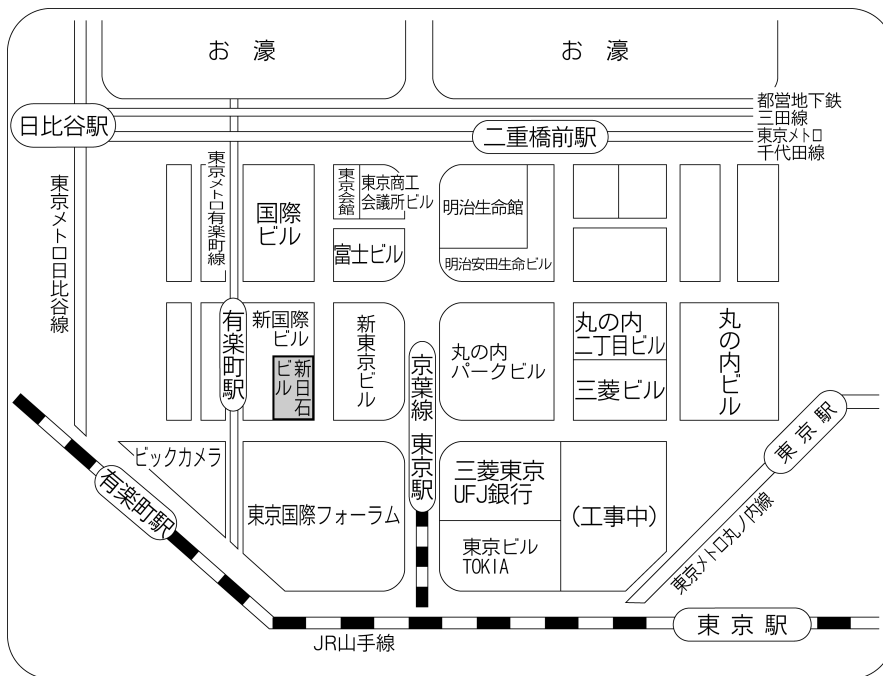 お 濠
お 濠
都営地下鉄
三田線
東京メトロ
千代田線
日比谷駅
二重橋前駅
東京メトロ日比谷線
東京メトロ有楽町線
国際
ビル
東京会館
東京商工
会議所ビル
富士ビル
明治生命館
明治安田生命ビル
有楽町駅
新国際
ビル
新日石
ビル
新東京ビル
京葉線 東京駅
丸の内
パークビル
丸の内
二丁目ビル
三菱ビル
丸の内ビル
東京駅
東京メトロ丸ノ内線
ビックカメラ
有楽町駅
東京国際フォーラム
三菱東京
UFJ銀行
東京ビル
TOKIA
(工事中)
JR山手線
東京駅